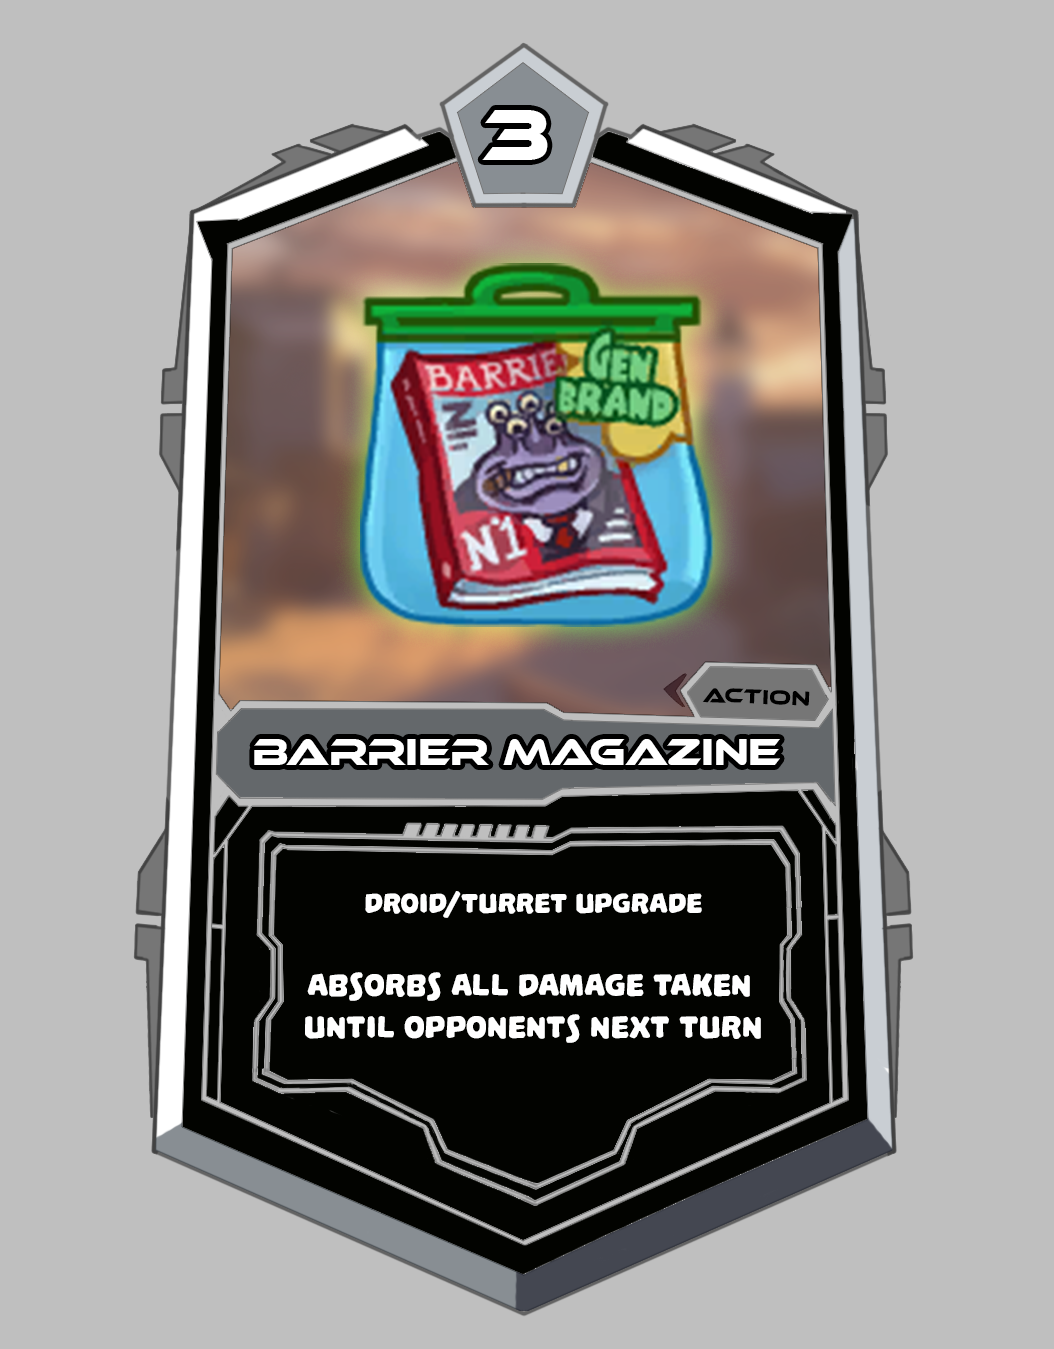 3
BARRIE
GEN
BRAND
N
N°1
ACTION
BARRIER MAGAZINE
DROID/TURRET UPGRADE
ABSORBS ALL DAMAGE TAKEN
UNTIL OPPONENTS NEXT TURN